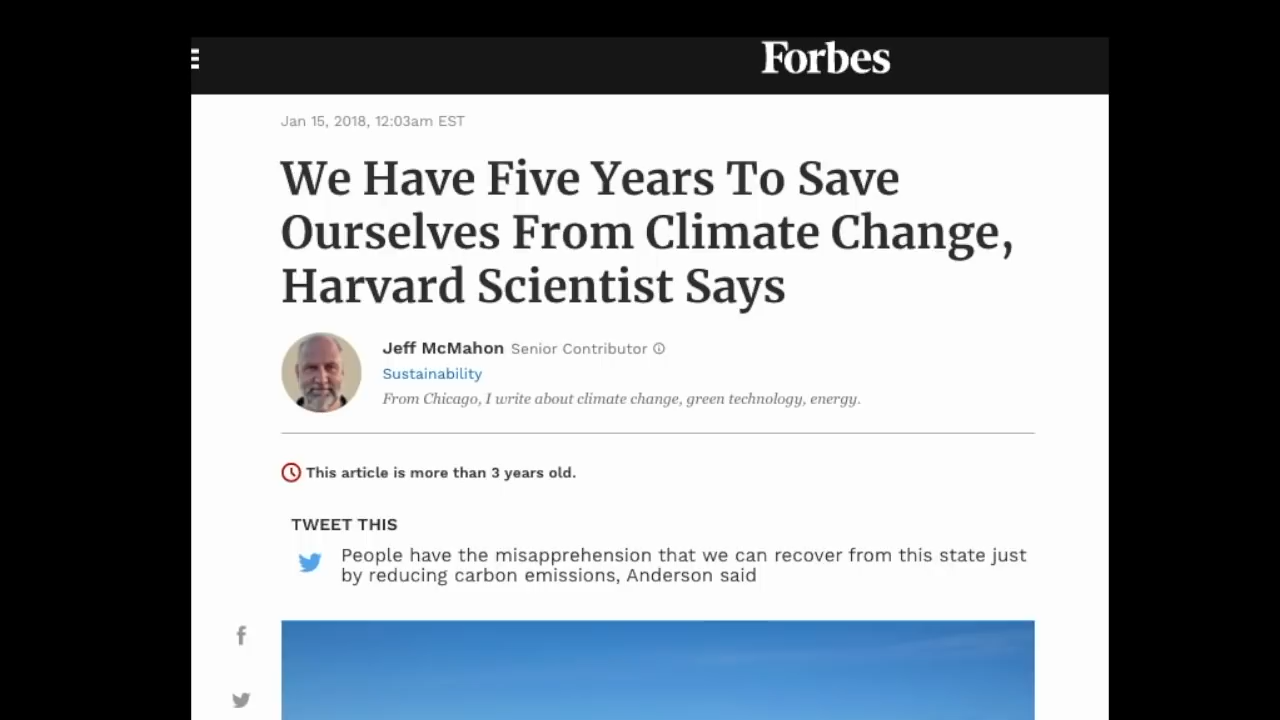 Forbes
Jan 15, 2018, 12:03am EST
We Have Five Years To Save
Ourselves From Climate Change,
Harvard Scientist Says
Jeff McMahon Senior Contributor
Sustainability
From Chicago, I write about climate change, green technology, energy.
This article is more than 3 years old.
TWEET THIS
People have the misapprehension that we can recover from this state just
by reducing carbon emissions, Anderson said